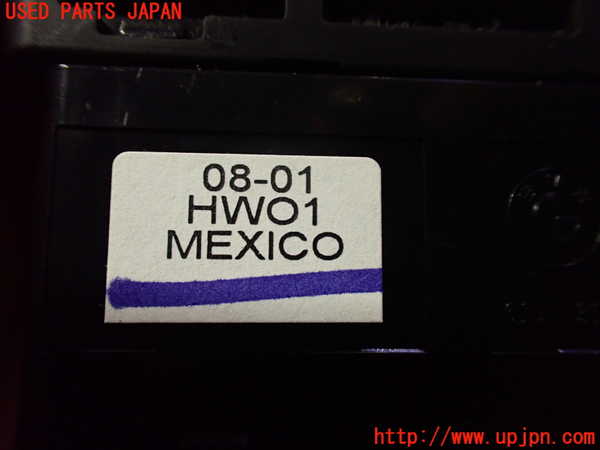 USED PARTS JAPAN
08-01
HW01
MEXICO
http://www.upjpn.com/